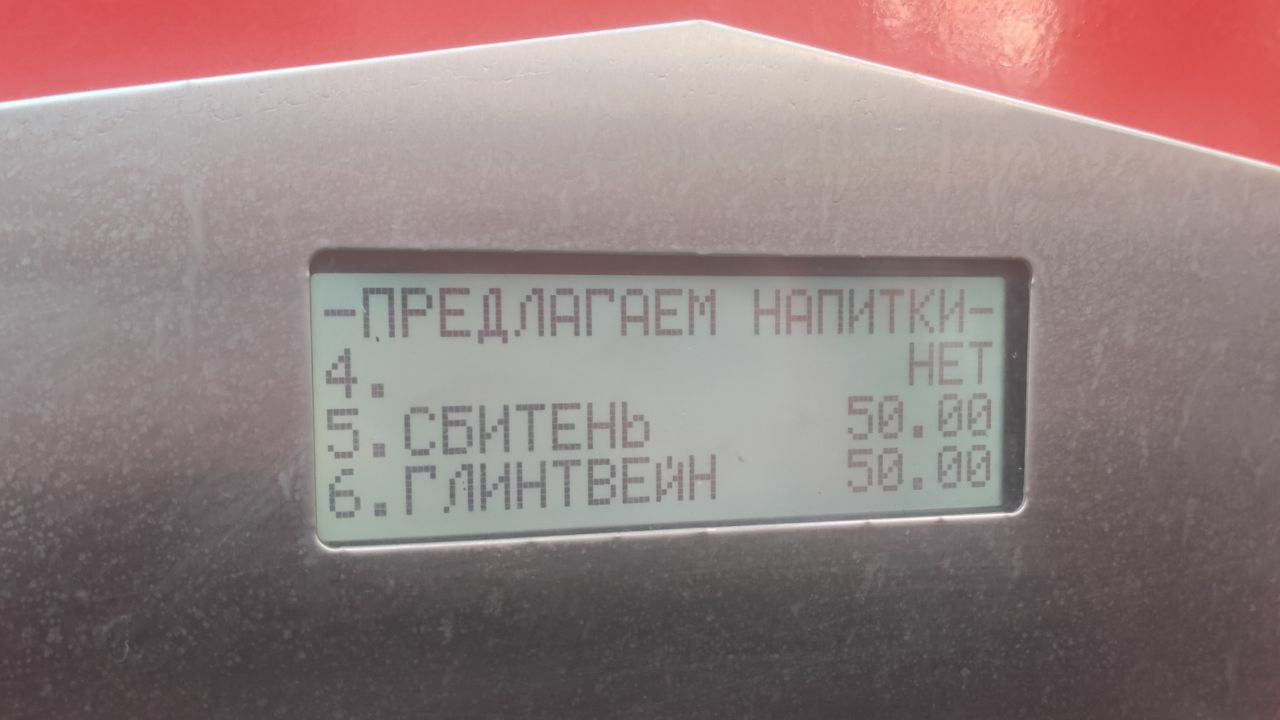 -ПРЕДЛАГАЕМ НАПИТКИ-
4. НЕТ
5.СБИТЕНЬ 50.00
6.ГЛИНТВЕйН 50.00